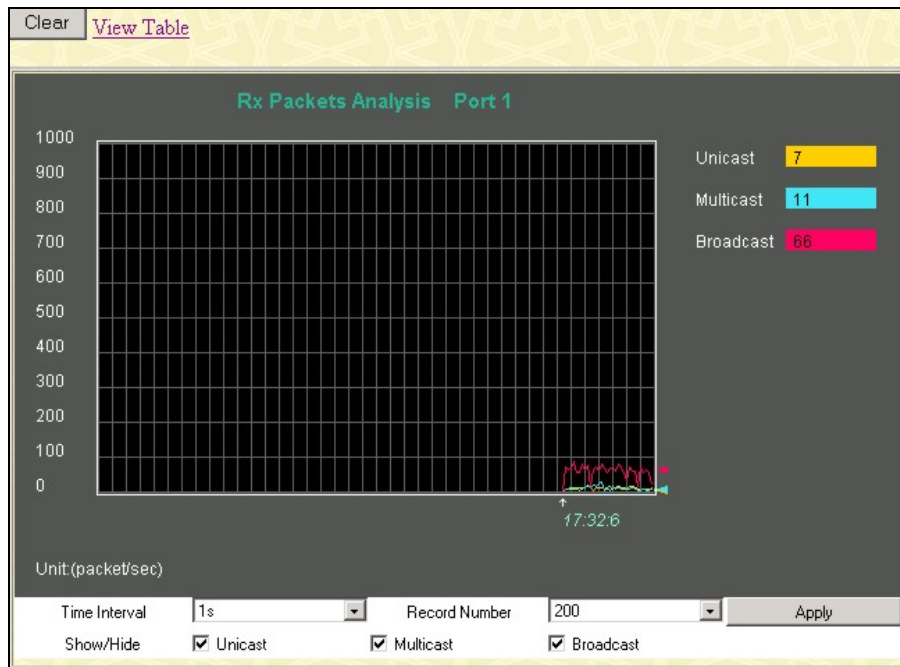 Clear View Table
Rx Packets Analysis Port 1
1000
900
800
700
600
500
400
300
200
100
0
Unicast 7
Multicast 11
Broadcast 66
17:32:6
Unit:(packet/sec)
Time Interval 1s Record Number 200 Apply
Show/Hide Unicast Multicast Broadcast